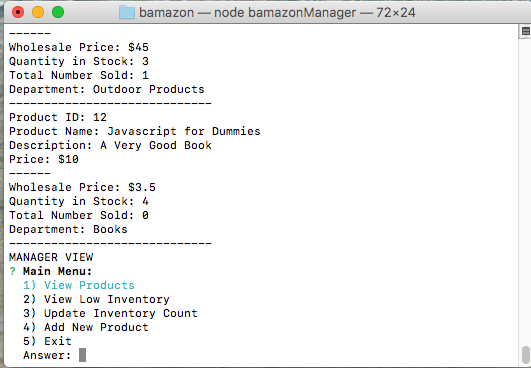 bamazon — node bamazonManager — 72×24
------
Wholesale Price: $45
Quantity in Stock: 3
Total Number Sold: 1
Department: Outdoor Products
-----------------------------
Product ID: 12
Product Name: Javascript for Dummies
Description: A Very Good Book
Price: $10
------
Wholesale Price: $3.5
Quantity in Stock: 4
Total Number Sold: 0
Department: Books
-----------------------------
MANAGER VIEW
? Main Menu:
1) View Products
2) View Low Inventory
3) Update Inventory Count
4) Add New Product
5) Exit
Answer: